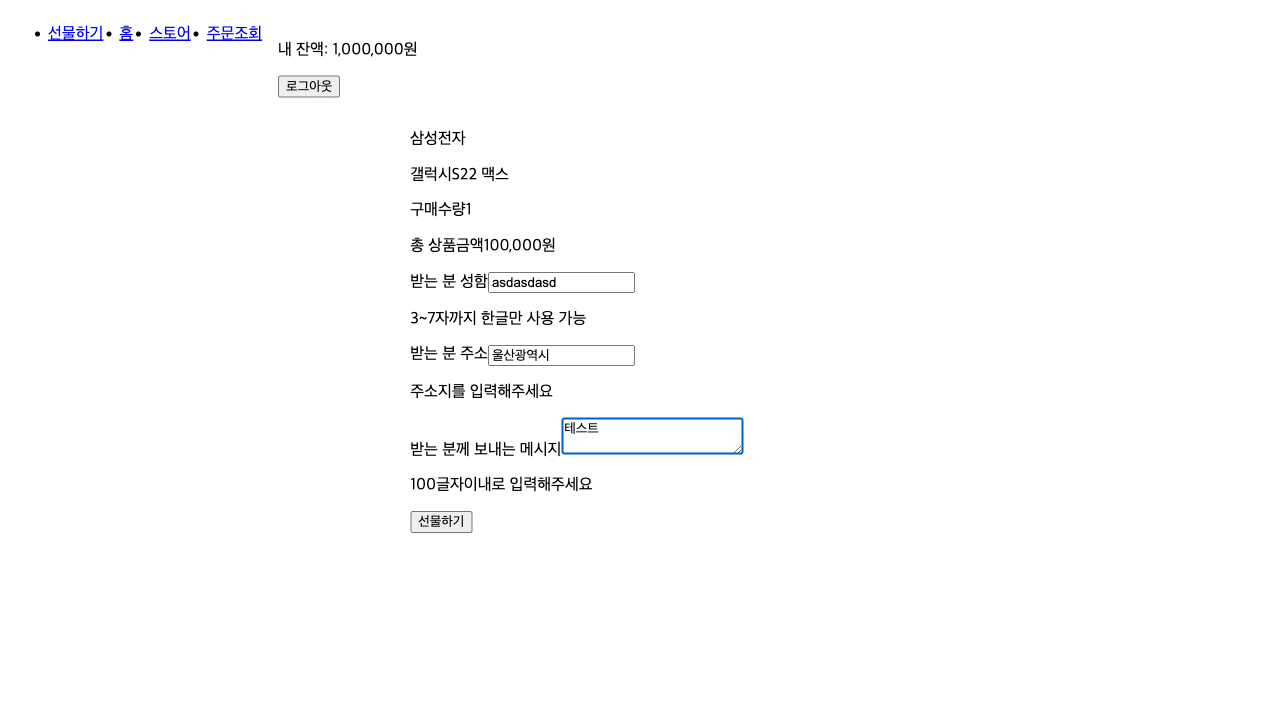 선물하기 홈 스토어 주문조회
내 잔액: 1,000,000원
로그아웃
삼성전자
갤럭시S22 맥스
구매수량1
총 상품금액100,000원
받는 분 성함 asdasdasd
3~7자까지 한글만 사용 가능
받는 분 주소 울산광역시
주소지를 입력해주세요
받는 분께 보내는 메시지 테스트
100글자이내로 입력해주세요
선물하기